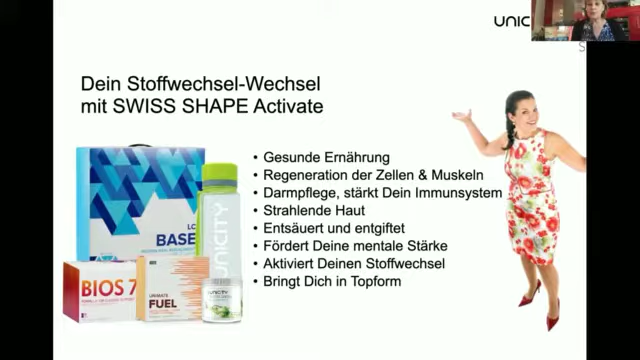 UNIC
S
Dein Stoffwechsel-Wechsel
mit SWISS SHAPE Activate
• Gesunde Ernährung
• Regeneration der Zellen & Muskeln
• Darmpflege, stärkt Dein Immunsystem
• Strahlende Haut
• Entsäuert und entgiftet
• Fördert Deine mentale Stärke
• Aktiviert Deinen Stoffwechsel
• Bringt Dich in Topform
LC
BASE
UNICITY
BIOS 7
FUEL
UNICITY